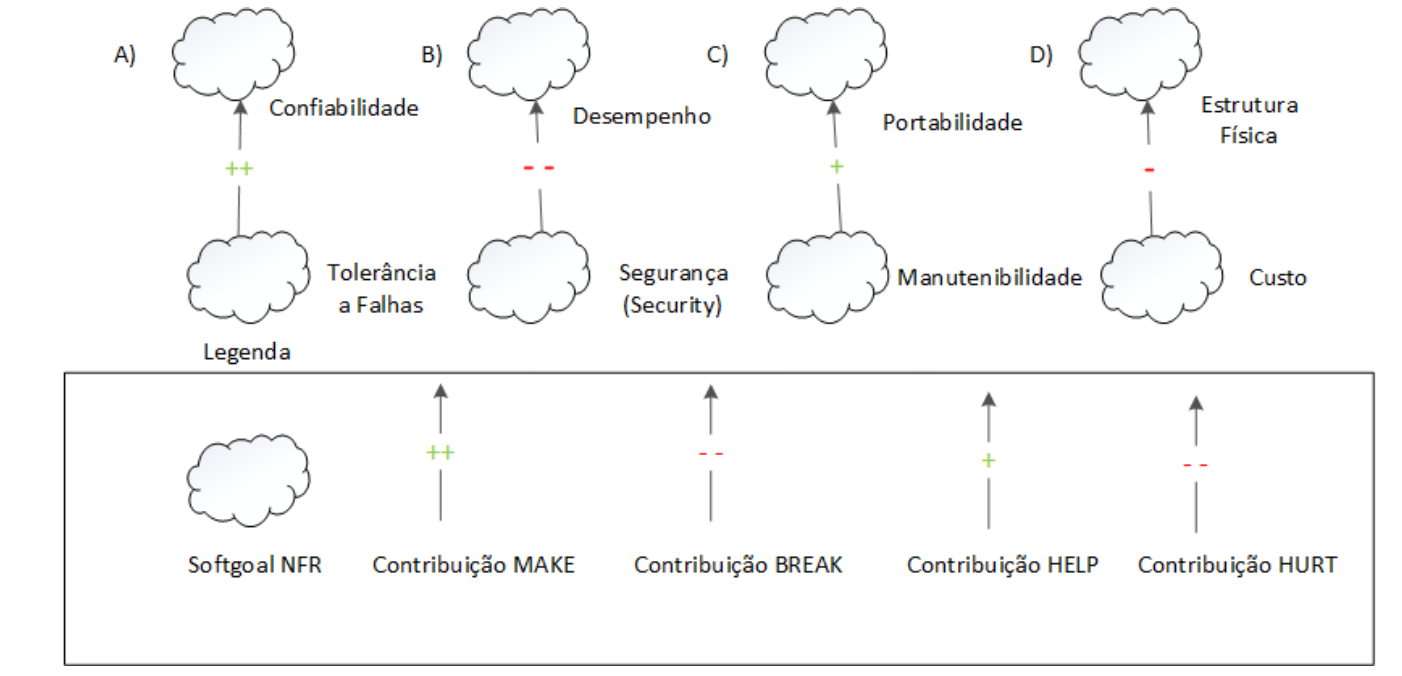 A)
B)
C)
D)
Confiabilidade
Desempenho
Portabilidade
Estrutura
Física
++
- -
+
-
Tolerância
a Falhas
Segurança
(Security)
Manutenibilidade
Custo
Legenda
++
- -
+
- -
Softgoal NFR
Contribuição MAKE
Contribuição BREAK
Contribuição HELP
Contribuição HURT